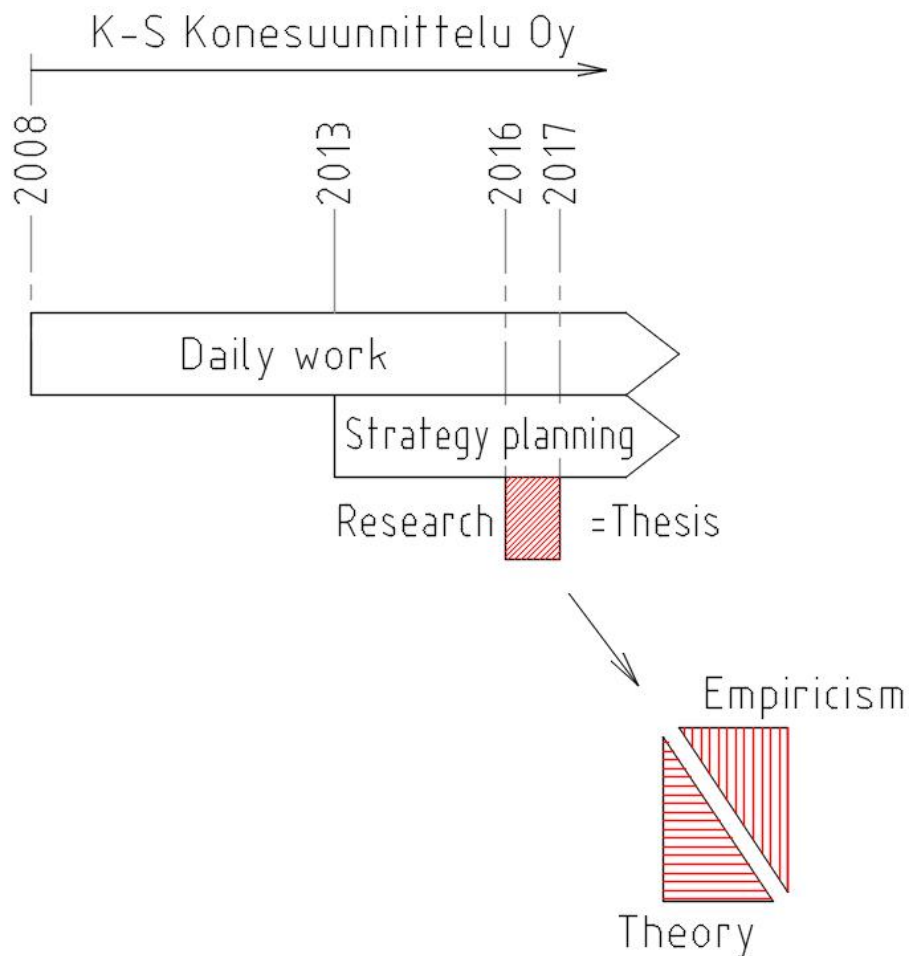 K-S Konesuunnittelu Oy
2008
2013
2016
2017
Daily work
Strategy planning
Research =Thesis
Empiricism
Theory